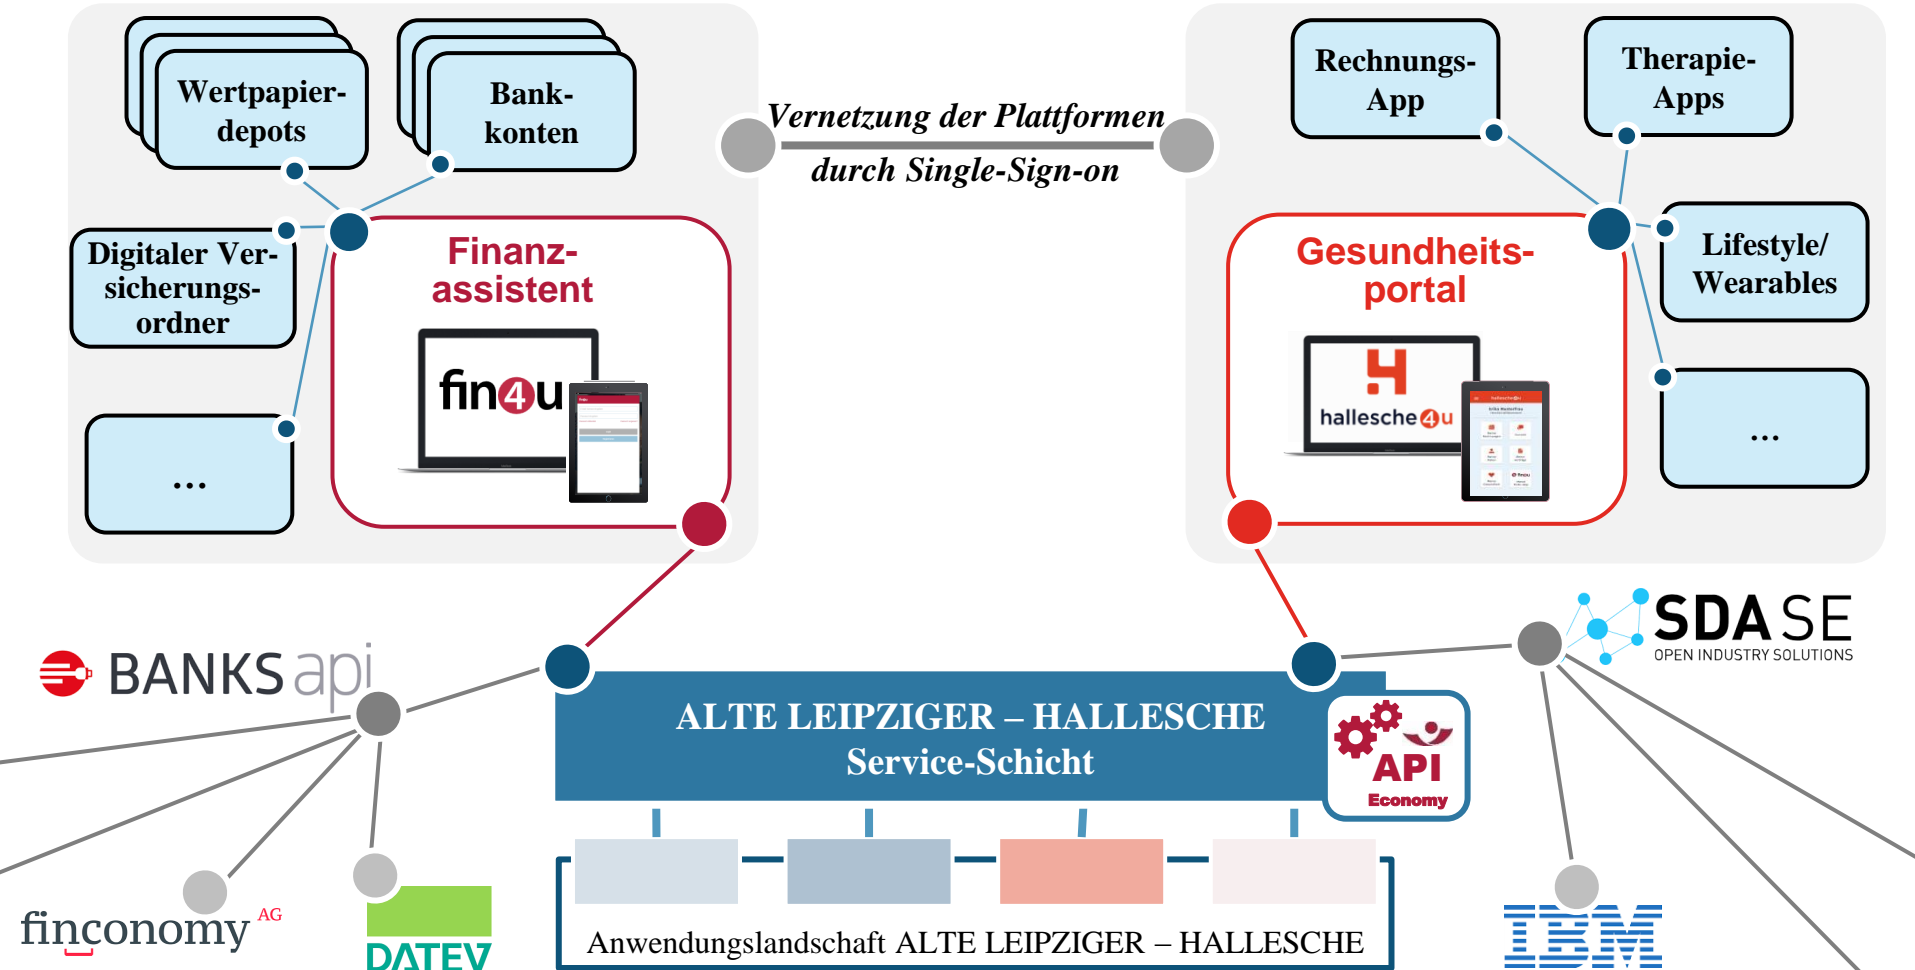 Wertpapier-
depots
Bank-
konten
Digitaler Ver-
sicherungs-
ordner
...
Finanz-
assistent
fin4u
Vernetzung der Plattformen
durch Single-Sign-on
Rechnungs-
App
Therapie-
Apps
Gesundheits-
portal
hallesche4u
hallesche4u
Lifestyle/
Wearables
...
BANKSapi
SDA SE
OPEN INDUSTRY SOLUTIONS
ALTE LEIPZIGER – HALLESCHE
Service-Schicht
API
Economy
finconomy AG
DATEV
Anwendungslandschaft ALTE LEIPZIGER – HALLESCHE
IBM